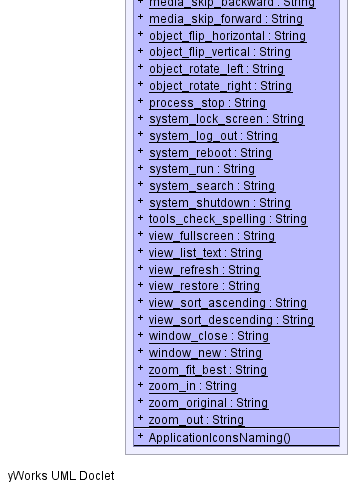 + media_skip_backward : String
+ media_skip_forward : String
+ object_flip_horizontal : String
+ object_flip_vertical : String
+ object_rotate_left : String
+ object_rotate_right : String
+ process_stop : String
+ system_lock_screen : String
+ system_log_out : String
+ system_reboot : String
+ system_run : String
+ system_search : String
+ system_shutdown : String
+ tools_check_spelling : String
+ view_fullscreen : String
+ view_list_text : String
+ view_refresh : String
+ view_restore : String
+ view_sort_ascending : String
+ view_sort_descending : String
+ window_close : String
+ window_new : String
+ zoom_fit_best : String
+ zoom_in : String
+ zoom_original : String
+ zoom_out : String
+ ApplicationIconsNaming()
yWorks UML Doclet